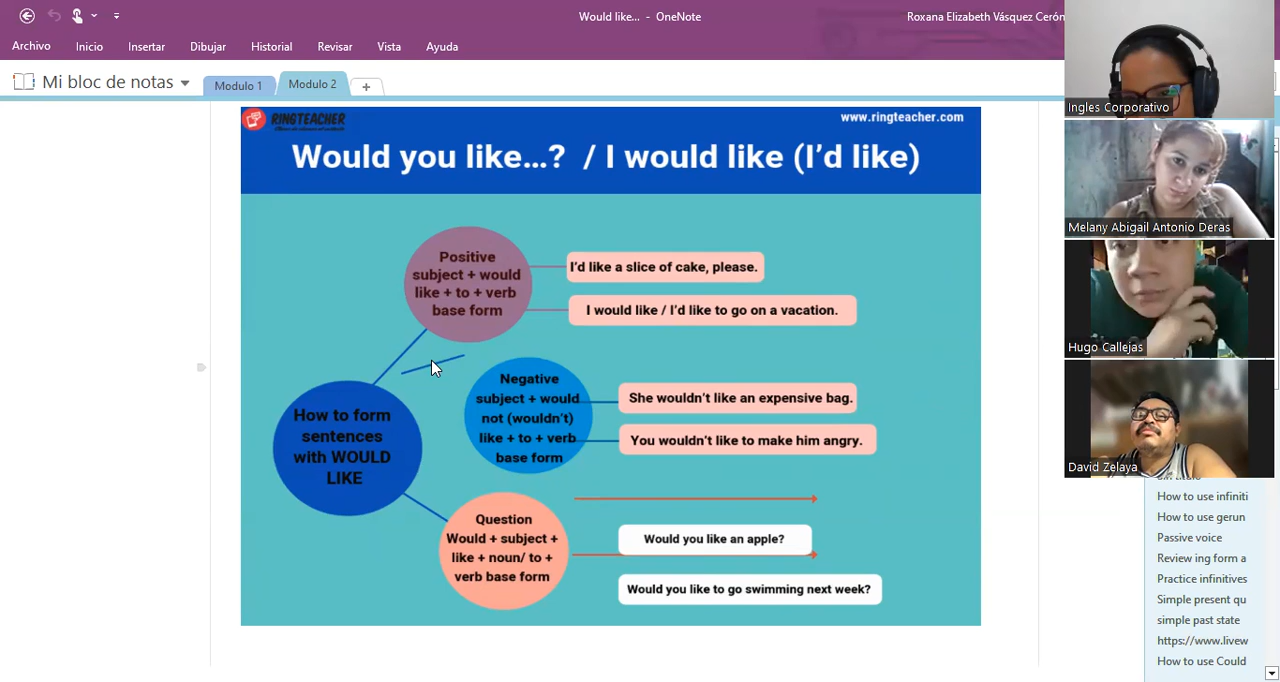 Would like... - OneNote
Roxana Elizabeth Vásquez Cerón
Archivo
Inicio
Insertar
Dibujar
Historial
Revisar
Vista
Ayuda
Mi bloc de notas
Modulo 1
Modulo 2
RINGTEACHER
www.ringteacher.com
Would you like...? / I would like (I'd like)
Positive
subject + would
like + to + verb
base form
I'd like a slice of cake, please.
I would like / I'd like to go on a vacation.
How to form
sentences
with WOULD
LIKE
Negative
subject + would
not (wouldn't)
like + to + verb
base form
She wouldn't like an expensive bag.
You wouldn't like to make him angry.
Question
Would + subject +
like + noun/ to +
verb base form
Would you like an apple?
Would you like to go swimming next week?
Ingles Corporativo
Melany Abigail Antonio Deras
Hugo Callejas
David Zelaya
How to use infiniti
How to use gerun
Passive voice
Review ing form a
Practice infinitives
Simple present qu
simple past state
https://www.livew
How to use Could